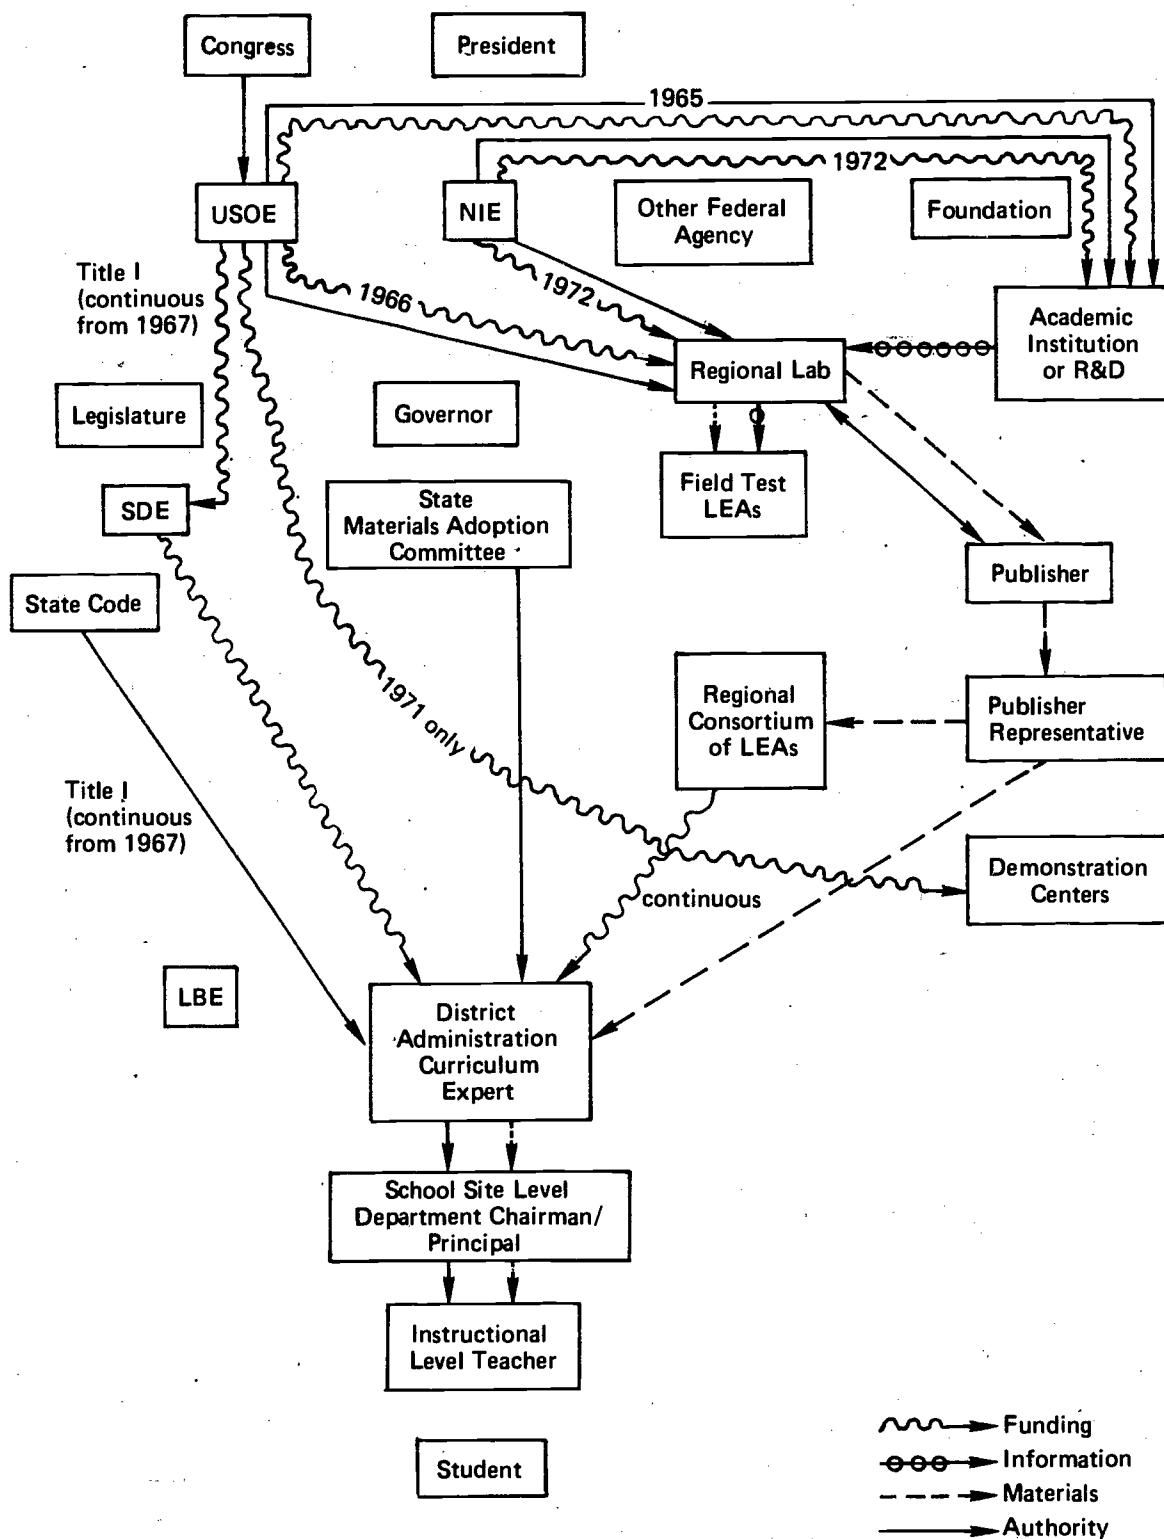 Congress
President
1965
1972
USOE
NIE
Other Federal
Agency
Foundation
Title I
(continuous
from 1967)
1966
1972
Academic
Institution
or R&D
Regional Lab
Legislature
Governor
Field Test
LEAs
SDE
State
Materials Adoption
Committee
Publisher
State Code
1971 only
Regional
Consortium
of LEAs
Publisher
Representative
Title I
(continuous
from 1967)
continuous
Demonstration
Centers
LBE
District
Administration
Curriculum
Expert
School Site Level
Department Chairman/
Principal
Instructional
Level Teacher
Student
Funding
Information
Materials
Authority